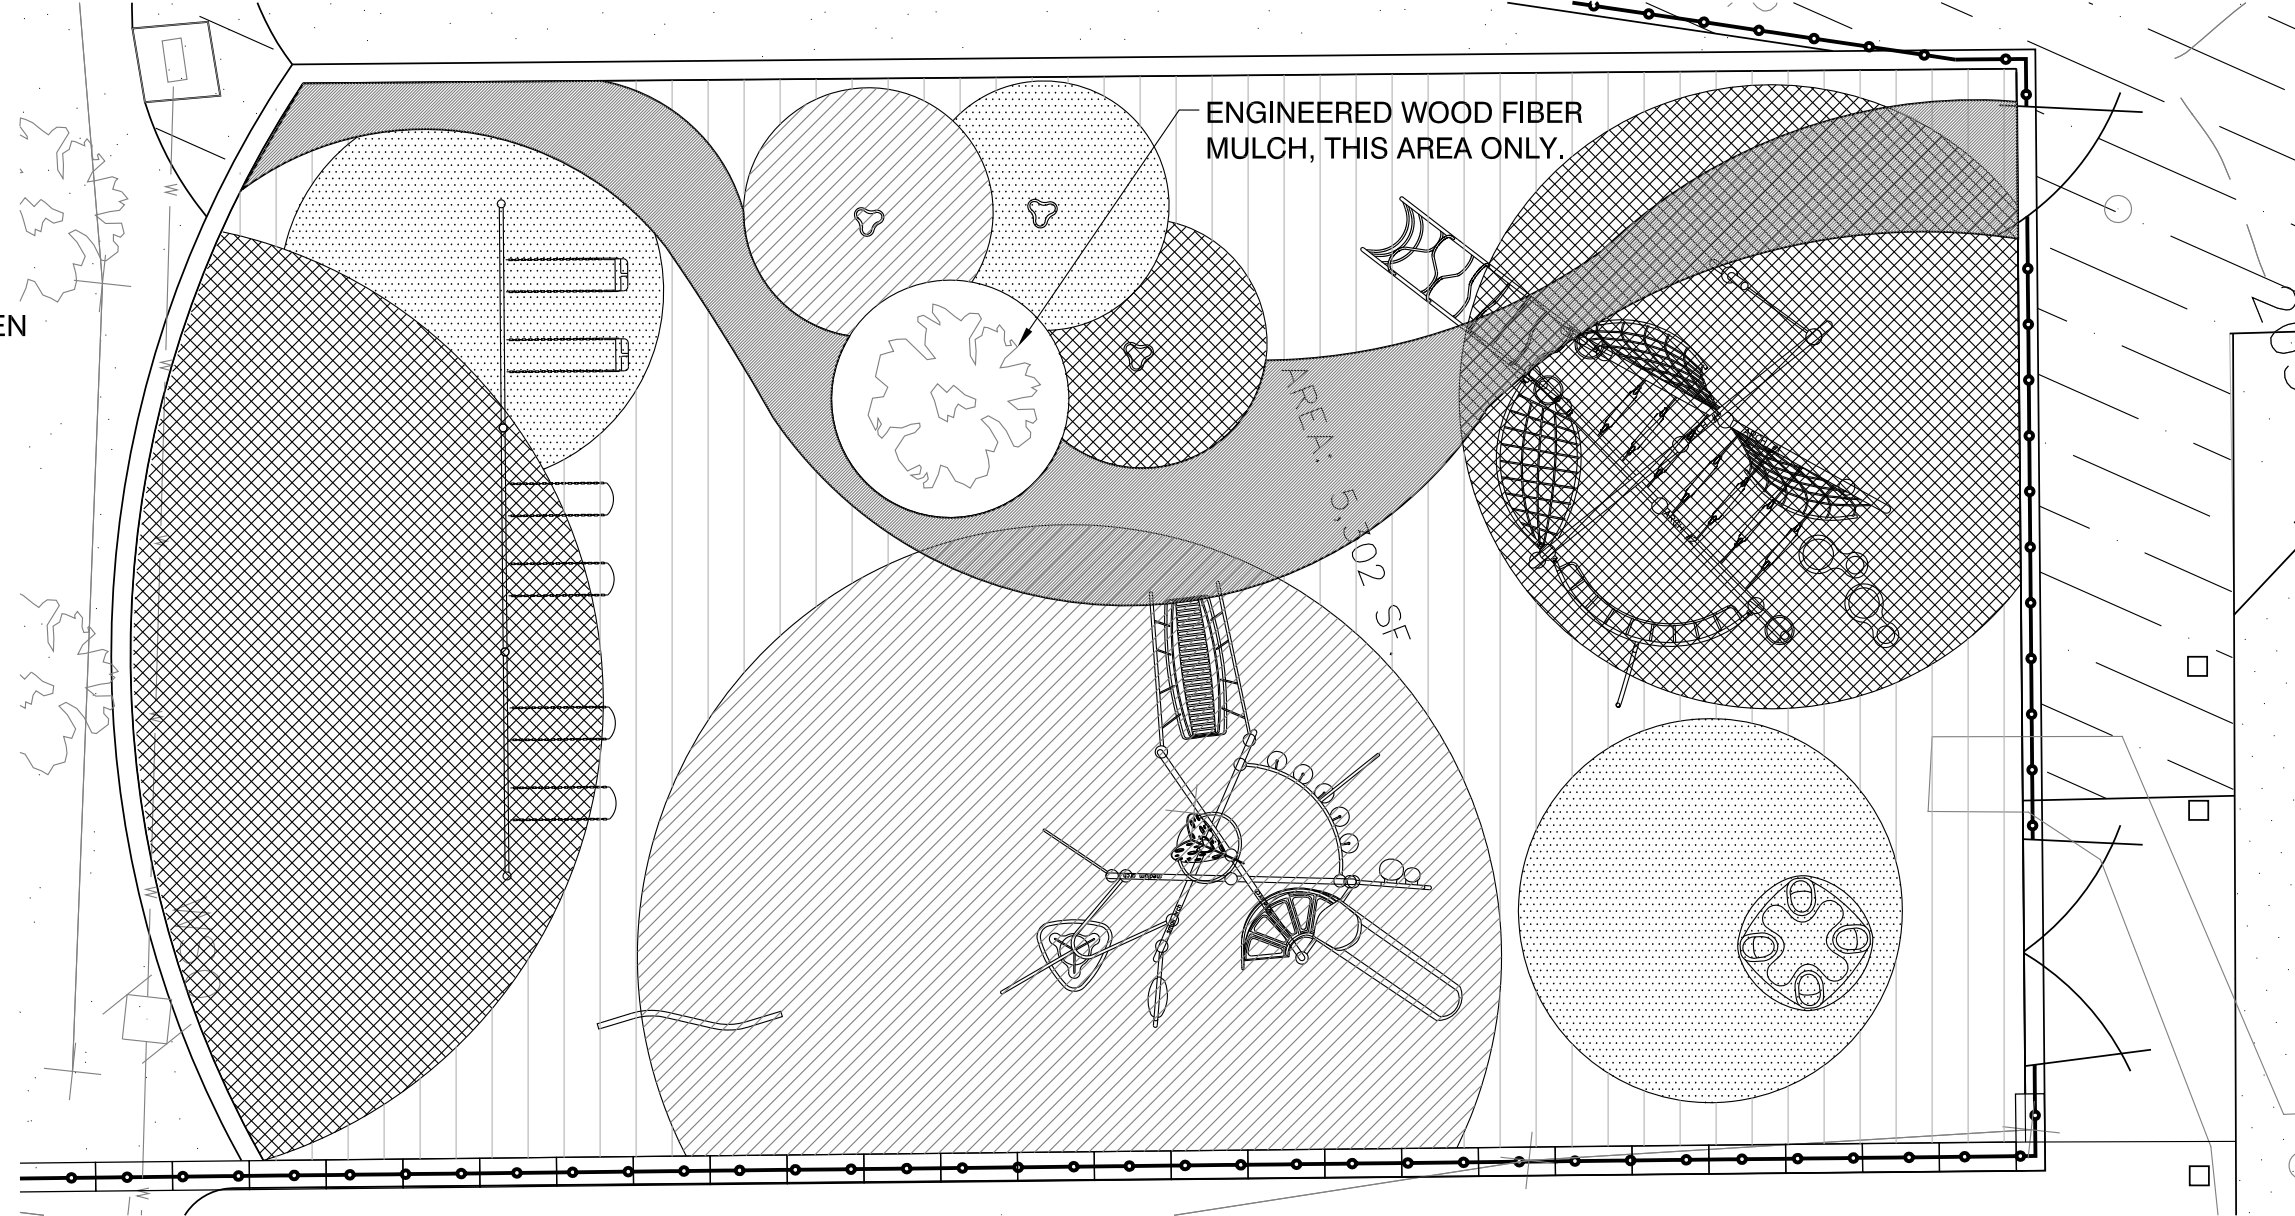 ENGINEERED WOOD FIBER
MULCH, THIS AREA ONLY.
EN
AREA: 5,302 SF.